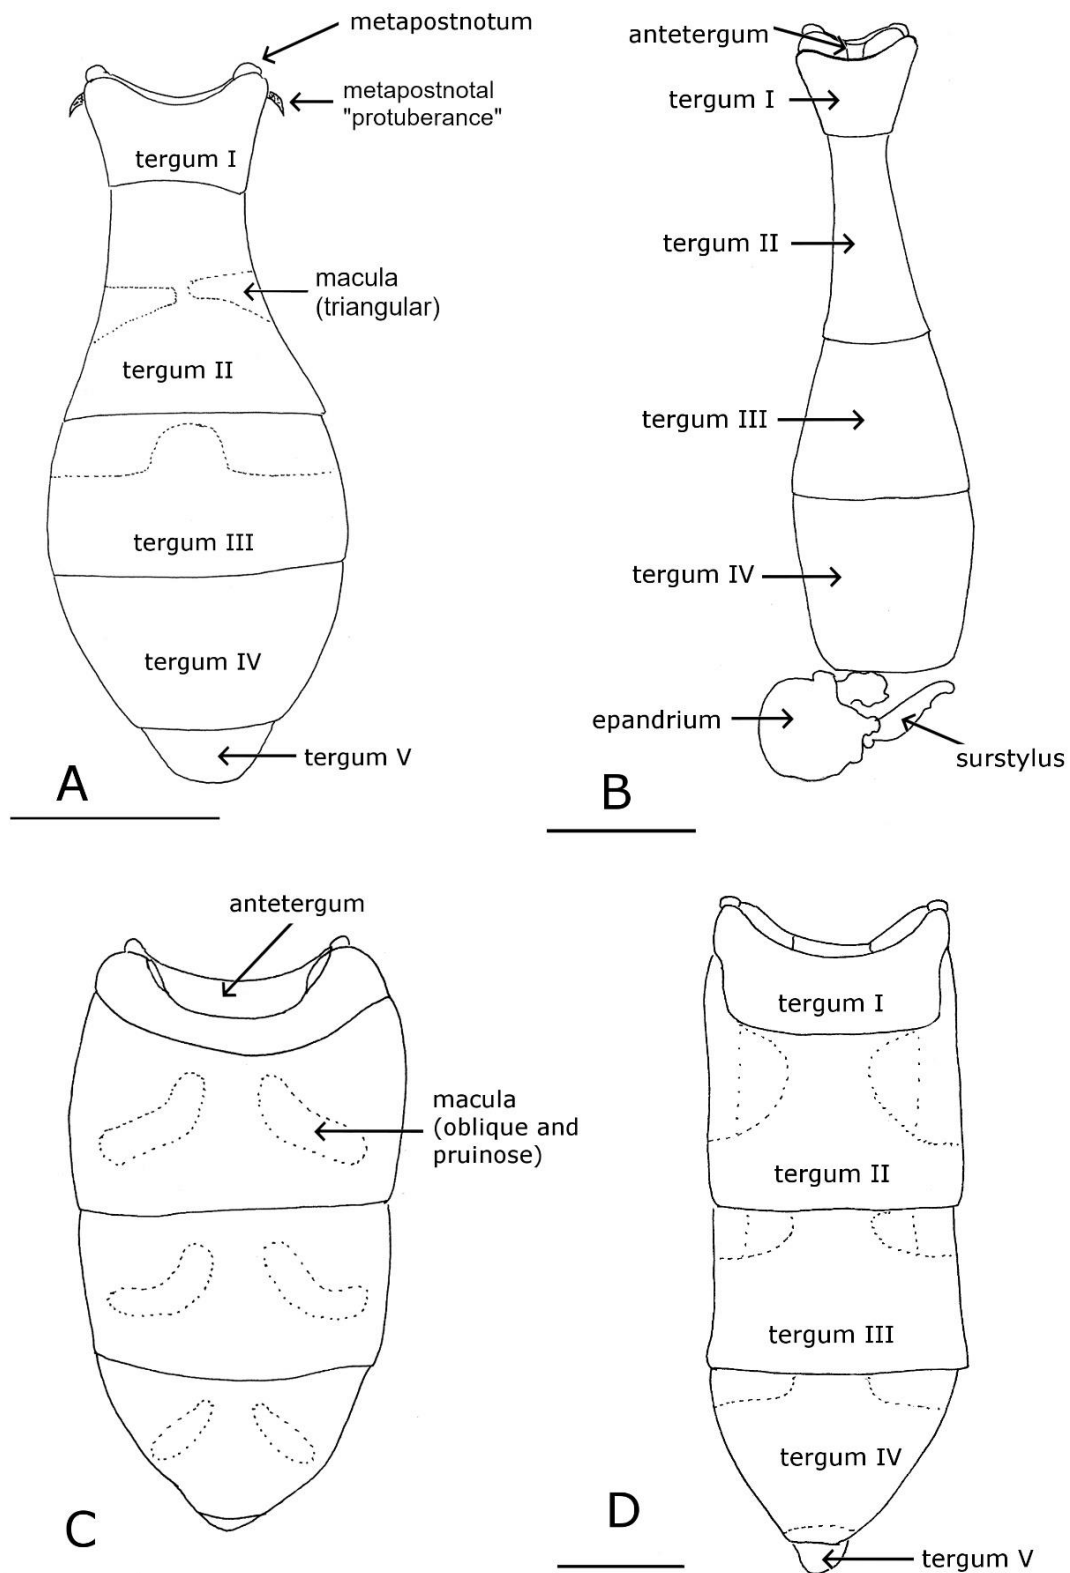 metapostnotum
metapostnotal
"protuberance"
tergum I
macula
(triangular)
tergum II
tergum III
tergum IV
tergum V
A
antetergum
tergum I
tergum II
tergum III
tergum IV
epandrium
surstylus
B
antetergum
macula
(oblique and
pruinose)
C
tergum I
tergum II
tergum III
tergum IV
tergum V
D